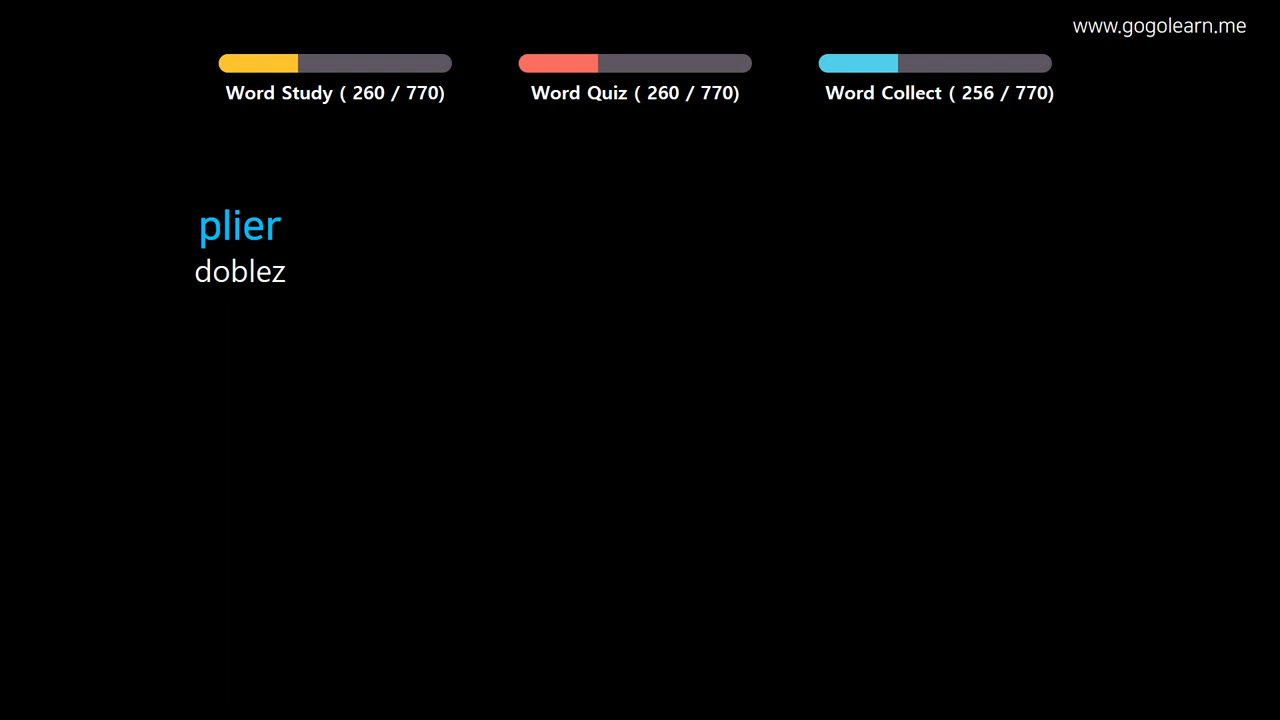 www.gogolearn.me
Word Study ( 260 / 770)
Word Quiz ( 260 / 770)
Word Collect ( 256 / 770)
plier
doblez